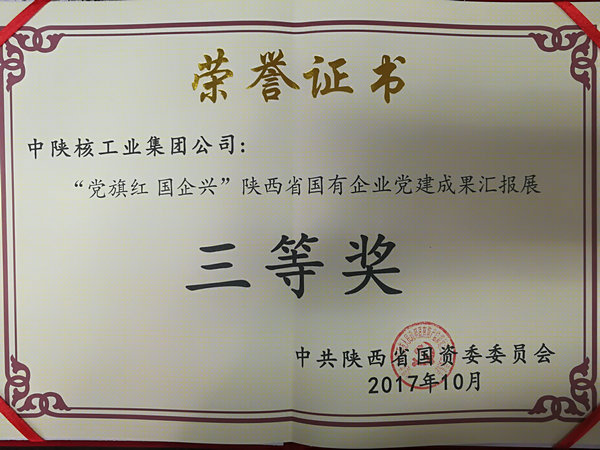 荣誉证书
中陕核工业集团公司：
“党旗红 国企兴”陕西省国有企业党建成果汇报展
三等奖
中共陕西省国资委委员会
2017年10月